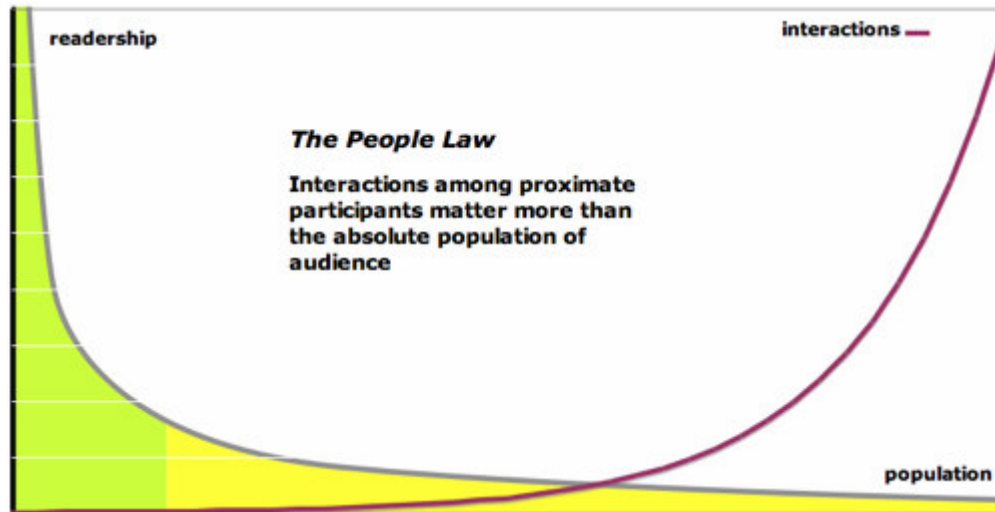 readership
interactions
The People Law
Interactions among proximate
participants matter more than
the absolute population of
audience
population